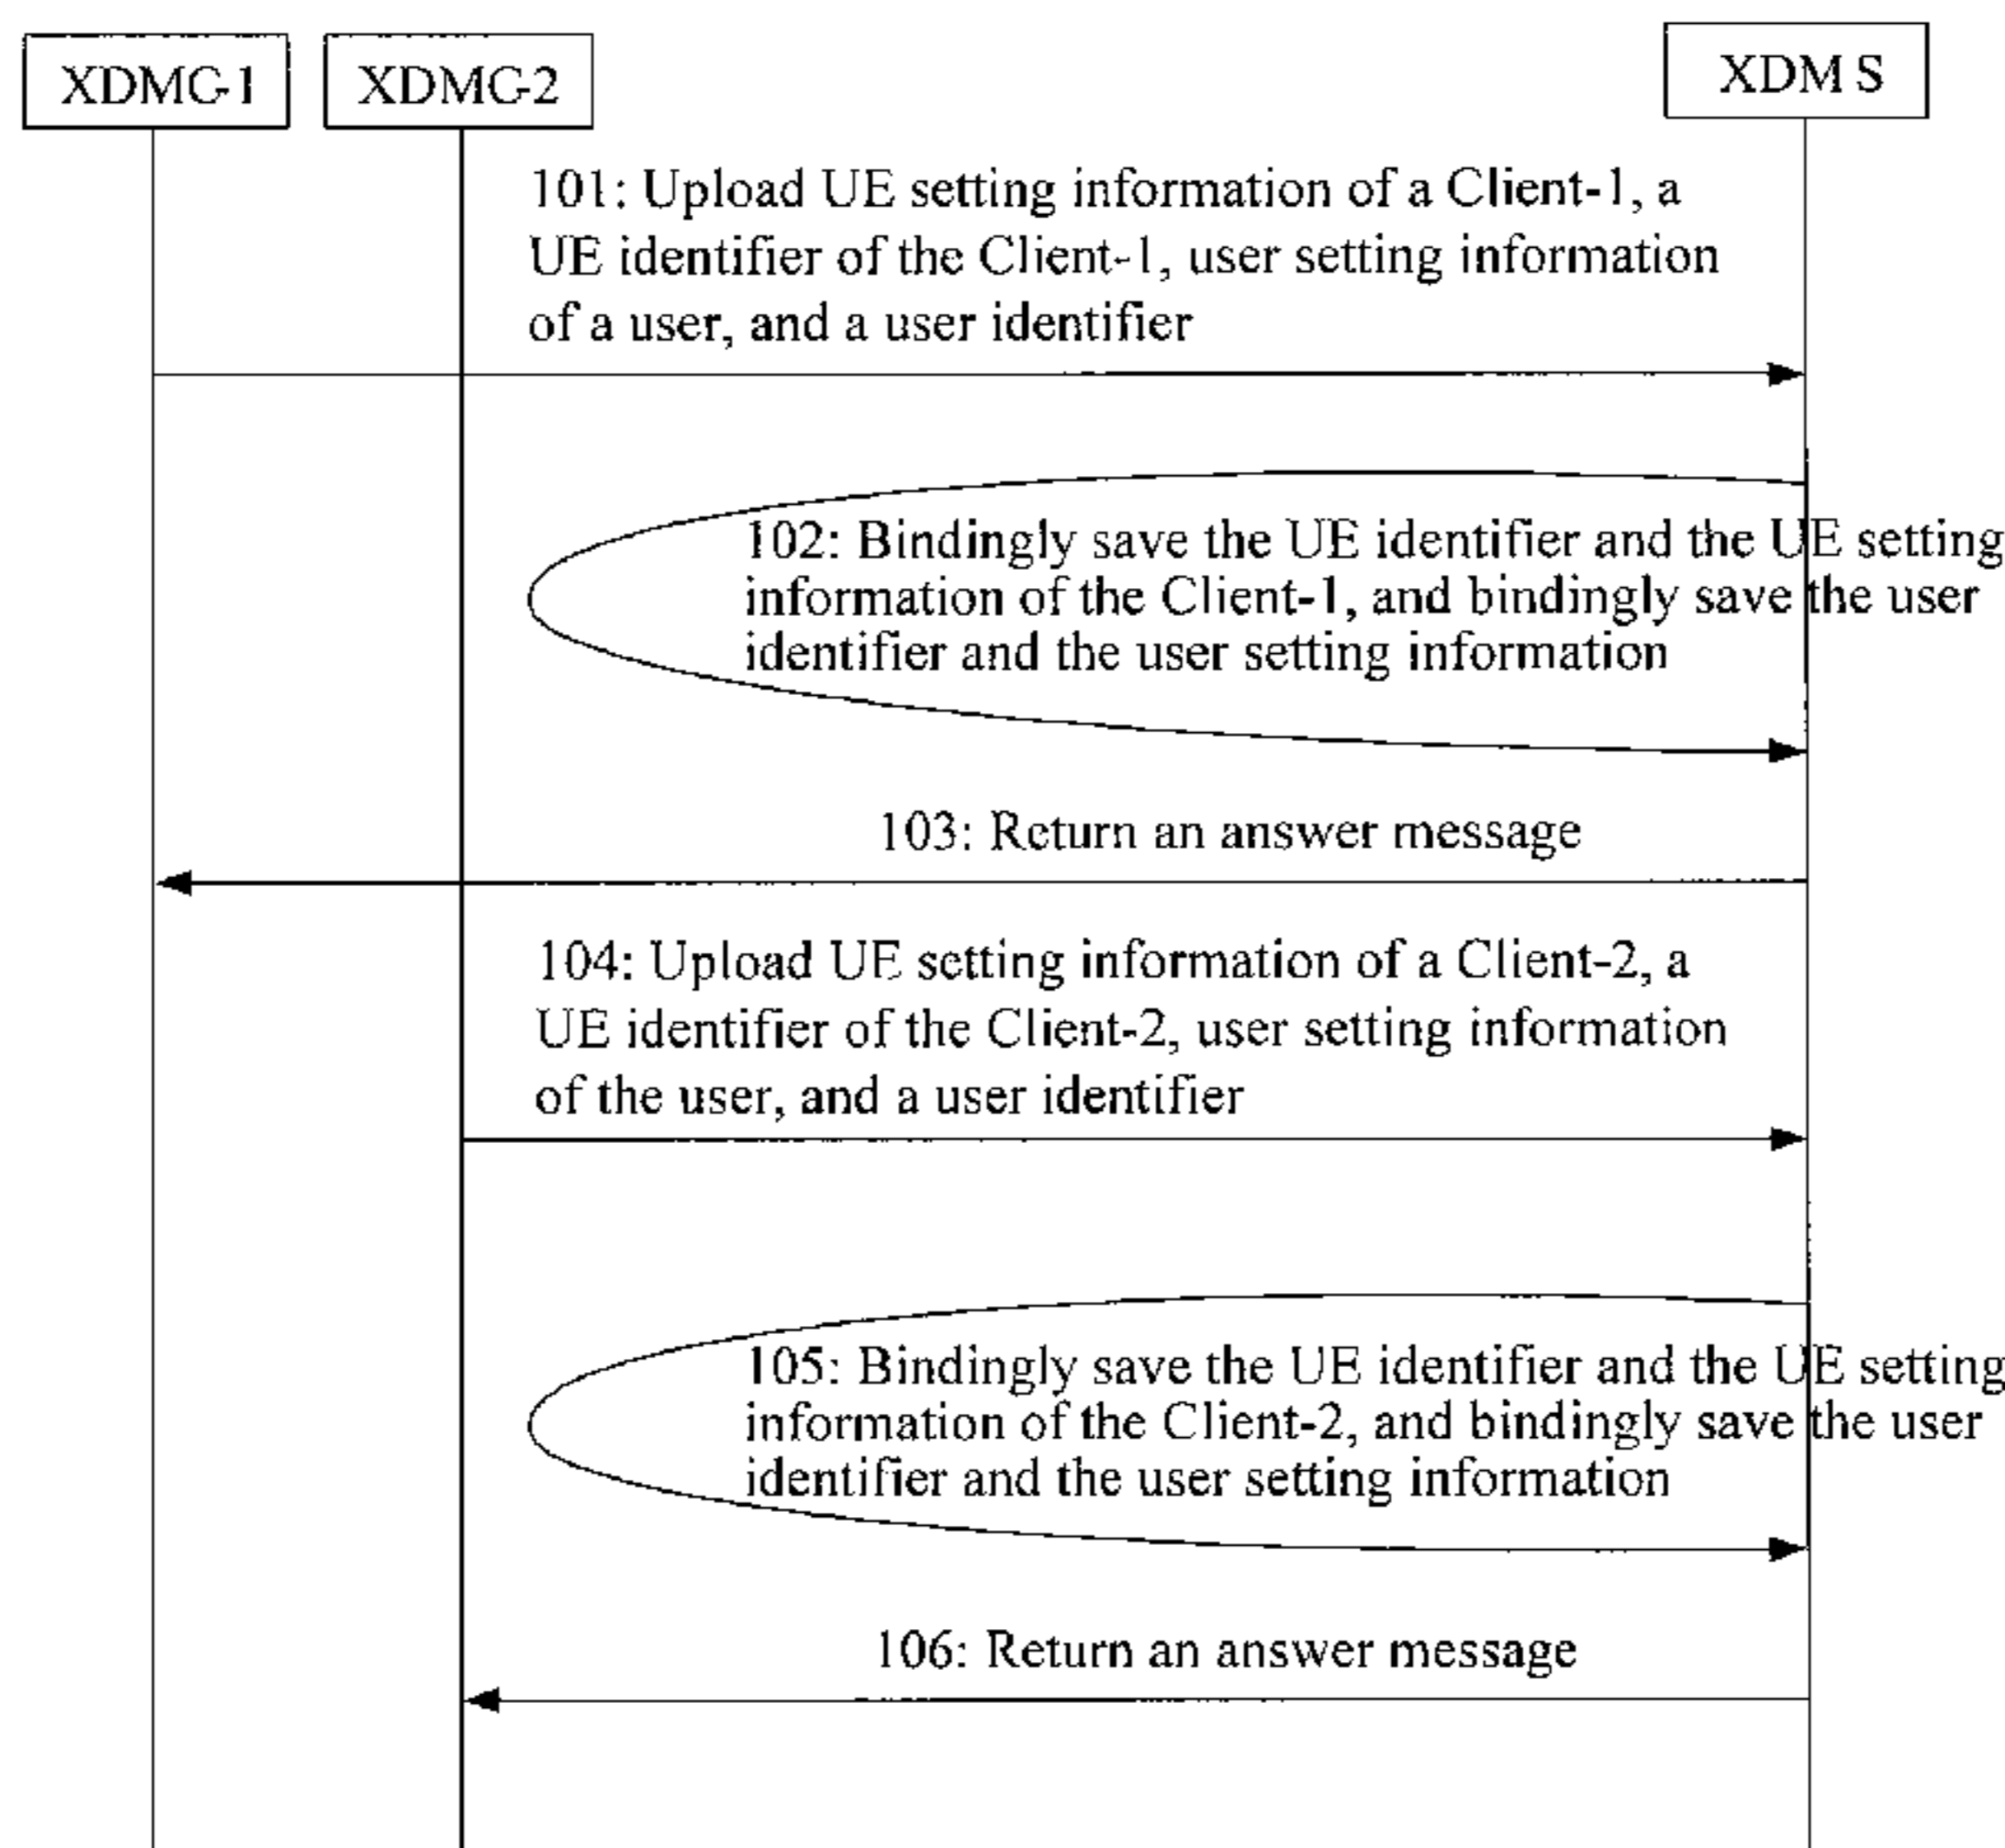 XDMC-1
XDMC-2
XDM S
101: Upload UE setting information of a Client-1, a
UE identifier of the Client-1, user setting information
of a user, and a user identifier
102: Bindingly save the UE identifier and the UE setting
information of the Client-1, and bindingly save the user
identifier and the user setting information
103: Return an answer message
104: Upload UE setting information of a Client-2, a
UE identifier of the Client-2, user setting information
of the user, and a user identifier
105: Bindingly save the UE identifier and the UE setting
information of the Client-2, and bindingly save the user
identifier and the user setting information
106: Return an answer message